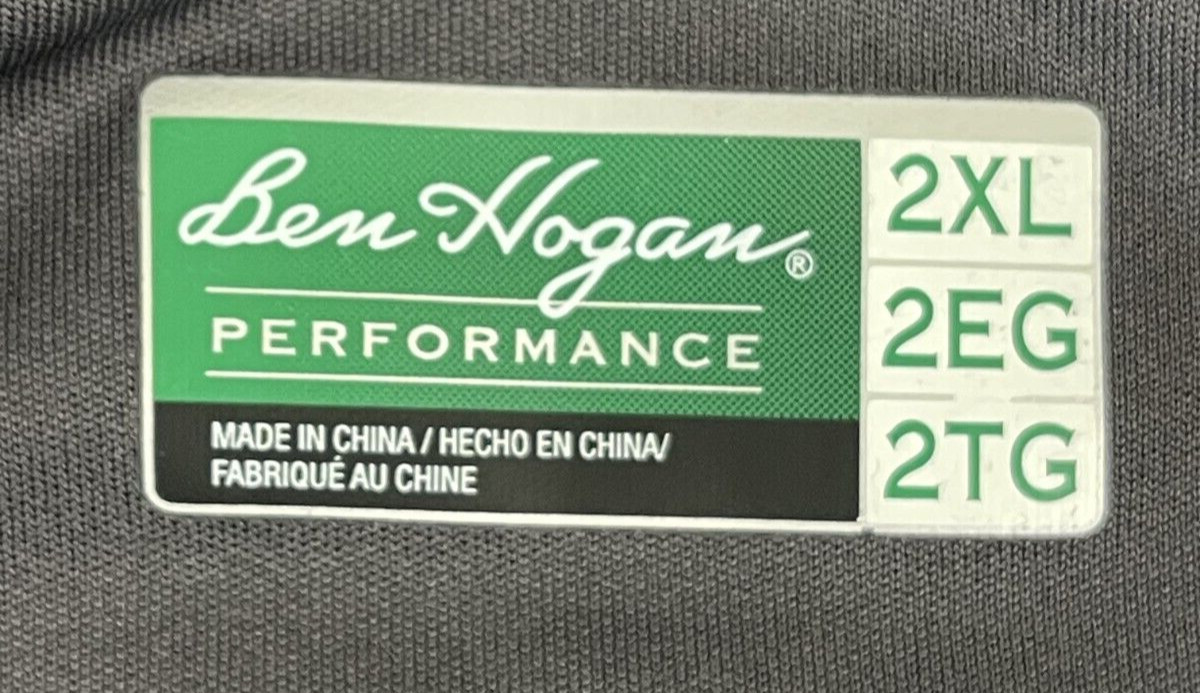 Ben Hogan®
PERFORMANCE
MADE IN CHINA / HECHO EN CHINA/
FABRIQUÉ AU CHINE
2XL
2EG
2TG